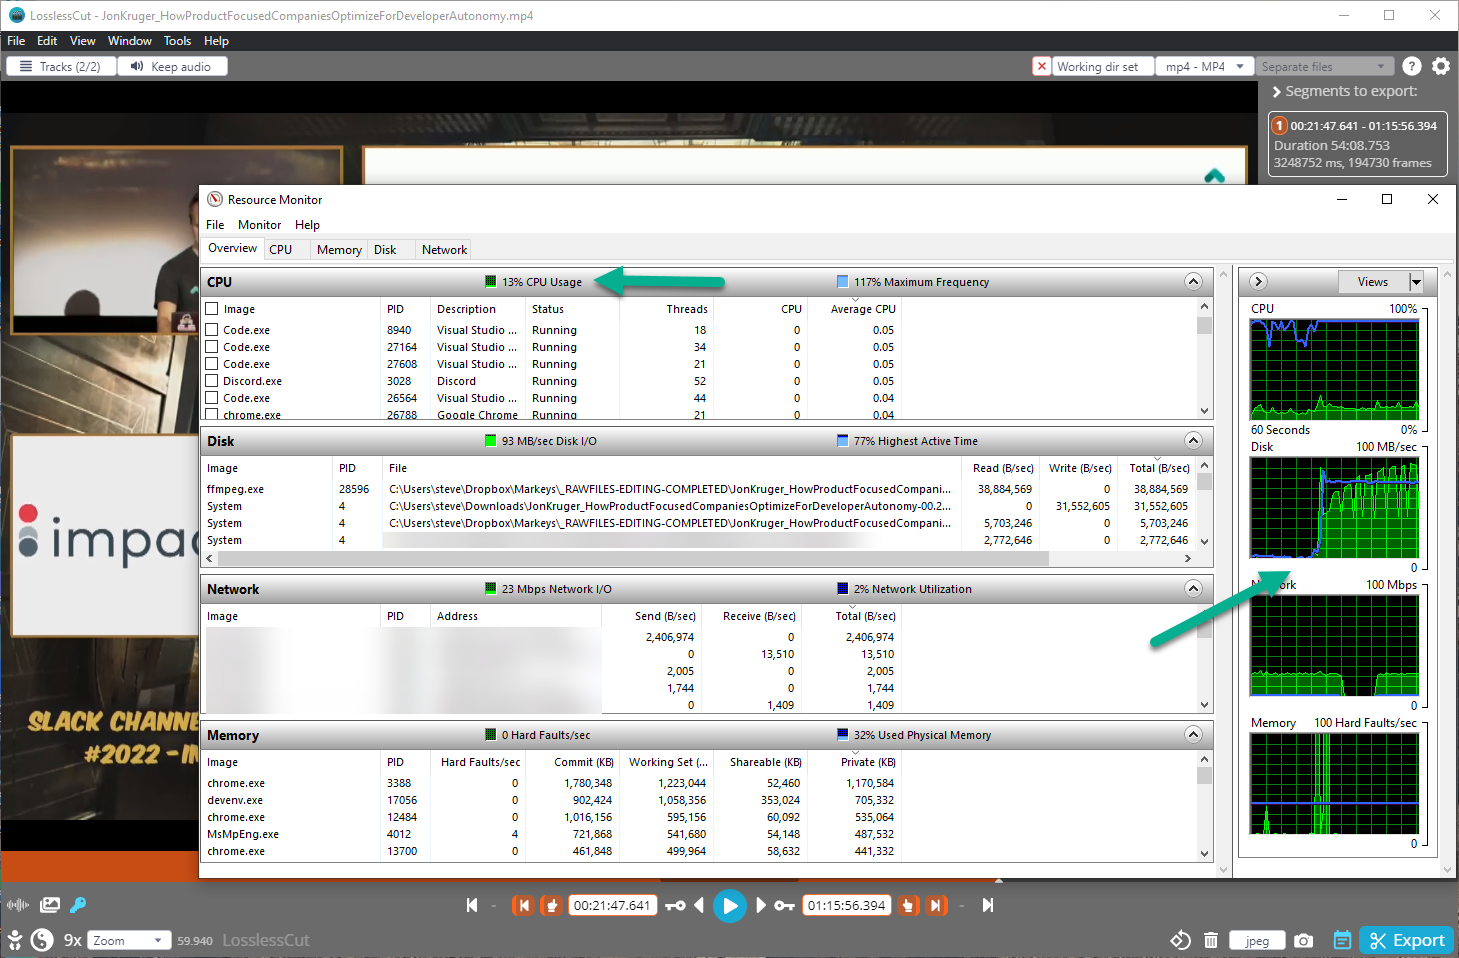 LosslessCut - JonKruger_HowProductFocusedCompaniesOptimizeForDeveloperAutonomy.mp4
File Edit View Window Tools Help
Tracks (2/2) Keep audio Working dir set mp4 - MP4 Separate files ?
Segments to export:
1 00:21:47.641 - 01:15:56.394
Duration 54:08.753
3248752 ms, 194730 frames
Resource Monitor
File Monitor Help
Overview CPU Memory Disk Network
CPU 13% CPU Usage 117% Maximum Frequency
Image PID Description Status Threads CPU Average CPU
Code.exe 8940 Visual Studio ... Running 18 0 0.05
Code.exe 27164 Visual Studio ... Running 34 0 0.05
Code.exe 27608 Visual Studio ... Running 21 0 0.05
Discord.exe 3028 Discord Running 52 0 0.05
Code.exe 26564 Visual Studio ... Running 44 0 0.04
chrome.exe 26788 Google Chrome Running 21 0 0.04
Disk 93 MB/sec Disk I/O 77% Highest Active Time
Image PID File Read (B/sec) Write (B/sec) Total (B/sec)
ffmpeg.exe 28596 C:\Users\steve\Dropbox\Markeys\_RAWFILES-EDITING-COMPLETED\JonKruger_HowProductFocusedCompani... 38,884,569 0 38,884,569
System 4 C:\Users\steve\Downloads\JonKruger_HowProductFocusedCompaniesOptimizeForDeveloperAutonomy-00.2... 0 31,552,605 31,552,605
System 4 C:\Users\steve\Dropbox\Markeys\_RAWFILES-EDITING-COMPLETED\JonKruger_HowProductFocusedCompani... 5,703,246 0 5,703,246
System 4 2,772,646 0 2,772,646
Network 23 Mbps Network I/O 2% Network Utilization
Image PID Address Send (B/sec) Receive (B/sec) Total (B/sec)
2,406,974 0 2,406,974
0 13,510 13,510
2,005 0 2,005
1,744 0 1,744
0 1,409 1,409
Memory 0 Hard Faults/sec 32% Used Physical Memory
Image PID Hard Faults/sec Commit (KB) Working Set (... Shareable (KB) Private (KB)
chrome.exe 3388 0 1,780,348 1,223,044 52,460 1,170,584
devenv.exe 17056 0 902,424 1,058,356 353,024 705,332
chrome.exe 12484 0 1,016,156 595,156 60,092 535,064
MsMpEng.exe 4012 4 721,868 541,680 54,148 487,532
chrome.exe 13700 0 461,848 499,964 58,632 441,332
Views
CPU 100%
60 Seconds 0%
Disk 100 MB/sec
0
100 Mbps
0
Memory 100 Hard Faults/sec
0
impac
SLACK CHANNE
#2022 - IN
- 00:21:47.641 01:15:56.394 -
9x Zoom 59.940 LosslessCut jpeg Export